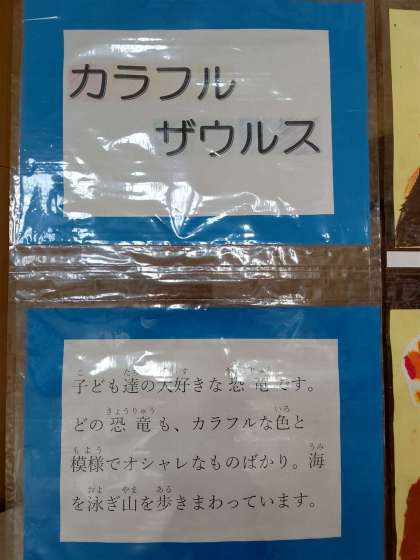 カラフル
ザウルス
子ども達の大好きな恐竜です。
どの恐竜も、カラフルな色と
模様でオシャレなものばかり。海
を泳ぎ山を歩きまわっています。